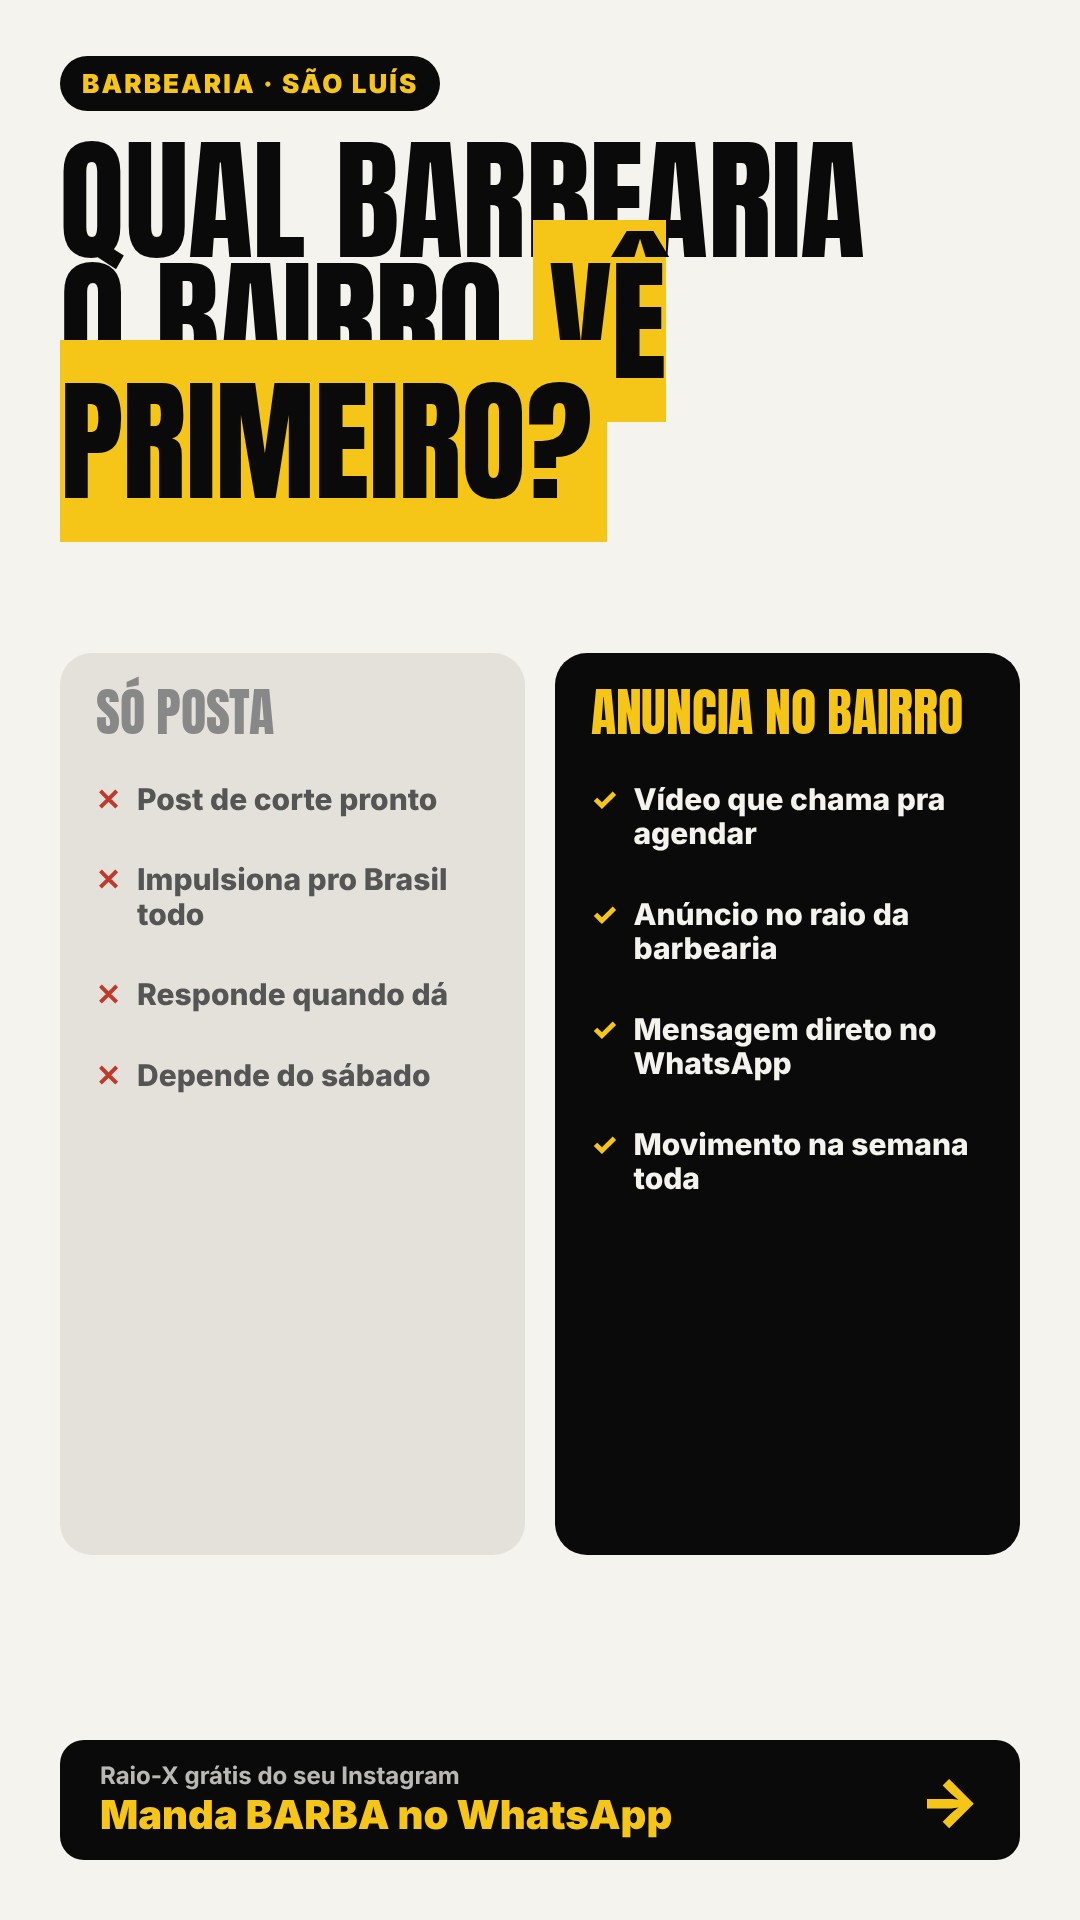 BARBEARIA · SÃO LUÍS
QUAL BARBEARIA
O BAIRRO VÊ
PRIMEIRO?
SÓ POSTA
✕ Post de corte pronto
✕ Impulsiona pro Brasil
todo
✕ Responde quando dá
✕ Depende do sábado
ANUNCIA NO BAIRRO
✓ Vídeo que chama pra
agendar
✓ Anúncio no raio da
barbearia
✓ Mensagem direto no
WhatsApp
✓ Movimento na semana
toda
Raio-X grátis do seu Instagram
Manda BARBA no WhatsApp →